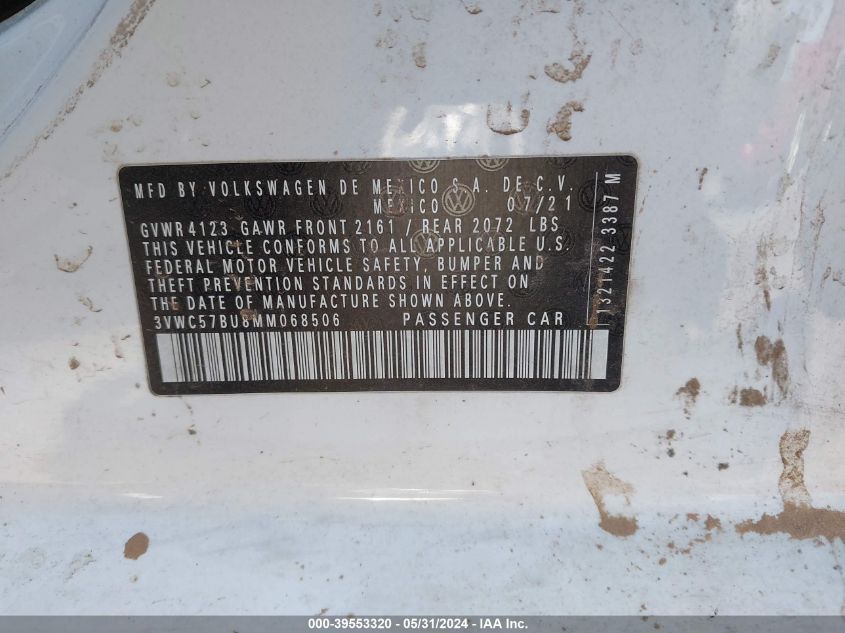 MFD BY VOLKSWAGEN DE MEXICO S.A. DE C.V.
MEXICO 07/21
GVWR 4123 GAWR FRONT 2161 / REAR 2072 LBS
THIS VEHICLE CONFORMS TO ALL APPLICABLE U.S.
FEDERAL MOTOR VEHICLE SAFETY, BUMPER AND
THEFT PREVENTION STANDARDS IN EFFECT ON
THE DATE OF MANUFACTURE SHOWN ABOVE.
3VWC57BU8MM068506 PASSENGER CAR
1321422 3387 M
000-39553320 - 05/31/2024 - IAA Inc.